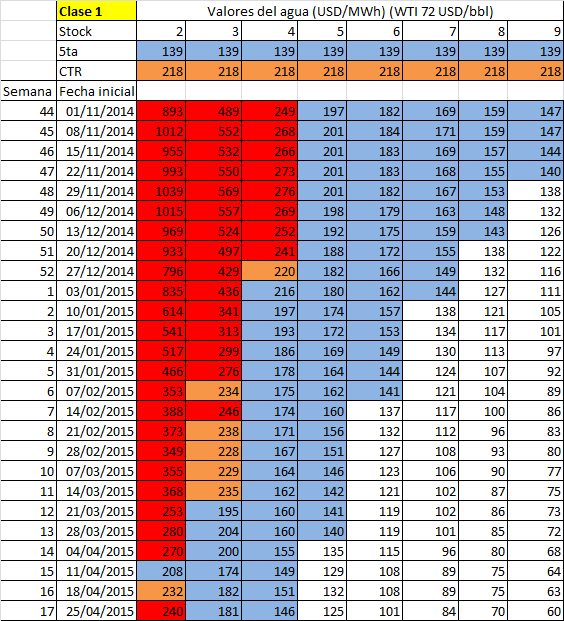 Clase 1 Valores del agua (USD/MWh) (WTI 72 USD/bbl)
Stock 2 3 4 5 6 7 8 9
5ta 139 139 139 139 139 139 139 139
CTR 218 218 218 218 218 218 218 218
Semana Fecha inicial
44 01/11/2014 893 489 249 197 182 169 159 147
45 08/11/2014 1012 552 268 201 184 171 159 147
46 15/11/2014 955 532 266 201 183 169 157 144
47 22/11/2014 993 550 273 201 183 168 155 140
48 29/11/2014 1039 569 276 201 182 167 153 138
49 06/12/2014 1015 557 269 198 179 163 148 132
50 13/12/2014 969 524 252 192 175 159 143 126
51 20/12/2014 933 497 241 188 172 155 138 122
52 27/12/2014 796 429 220 182 166 149 132 116
1 03/01/2015 835 436 216 180 162 144 127 111
2 10/01/2015 614 341 197 174 157 138 121 105
3 17/01/2015 541 313 193 172 153 134 117 101
4 24/01/2015 517 299 186 169 149 130 113 97
5 31/01/2015 466 276 178 164 144 124 107 92
6 07/02/2015 353 234 175 162 141 121 104 89
7 14/02/2015 388 246 174 160 137 117 100 86
8 21/02/2015 373 238 171 156 132 112 96 83
9 28/02/2015 349 228 167 151 127 108 93 80
10 07/03/2015 355 229 164 146 123 106 90 77
11 14/03/2015 368 235 162 142 121 102 87 75
12 21/03/2015 253 195 160 141 119 102 86 73
13 28/03/2015 280 204 160 140 119 101 85 72
14 04/04/2015 270 200 155 135 115 96 80 68
15 11/04/2015 208 174 149 129 108 89 75 64
16 18/04/2015 232 182 151 132 108 89 75 63
17 25/04/2015 240 181 146 125 101 84 70 60